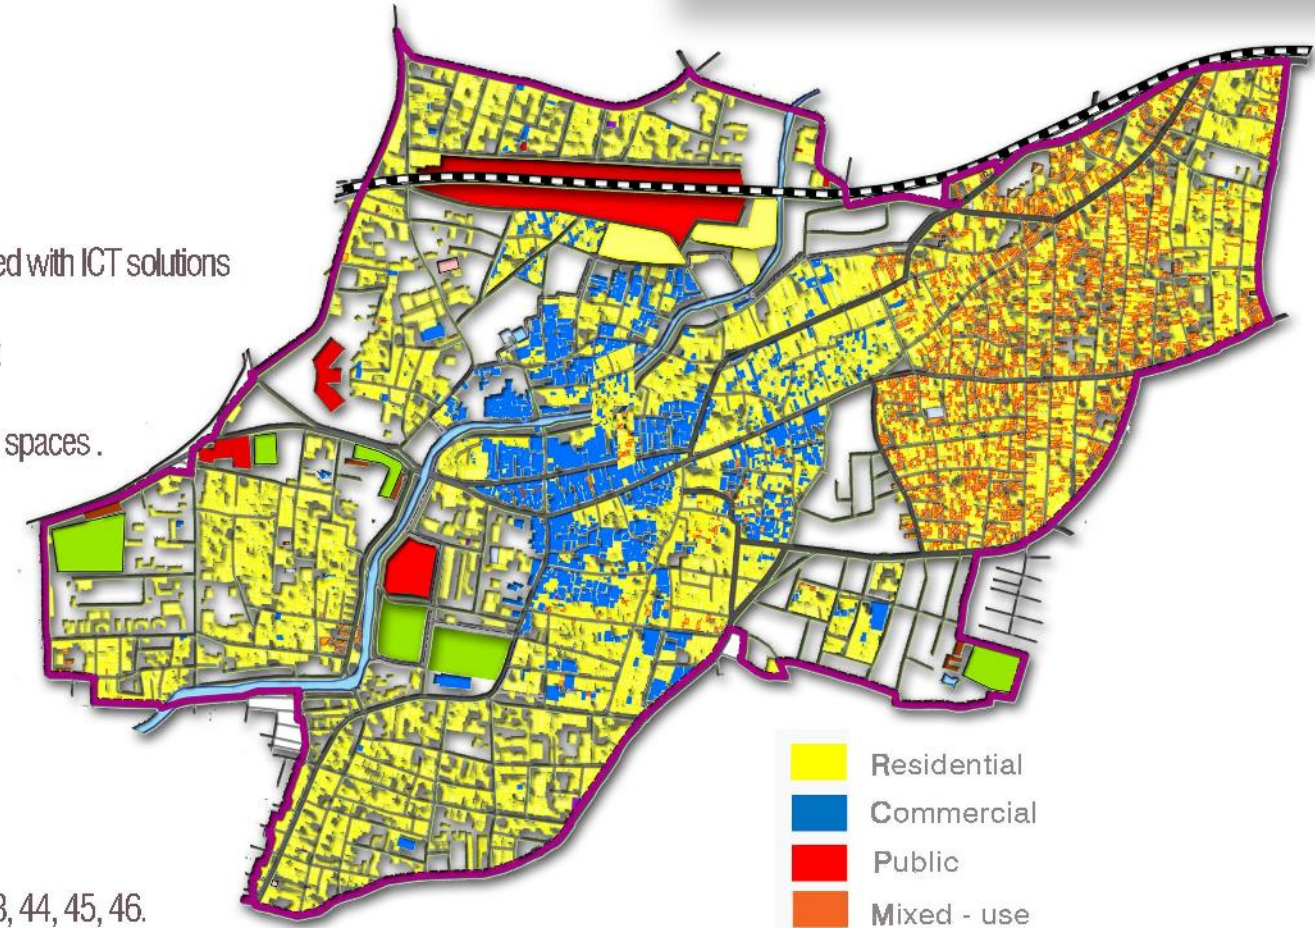 ed with ICT solutions
spaces .
3, 44, 45, 46.
Residential
Commercial
Public
Mixed - use